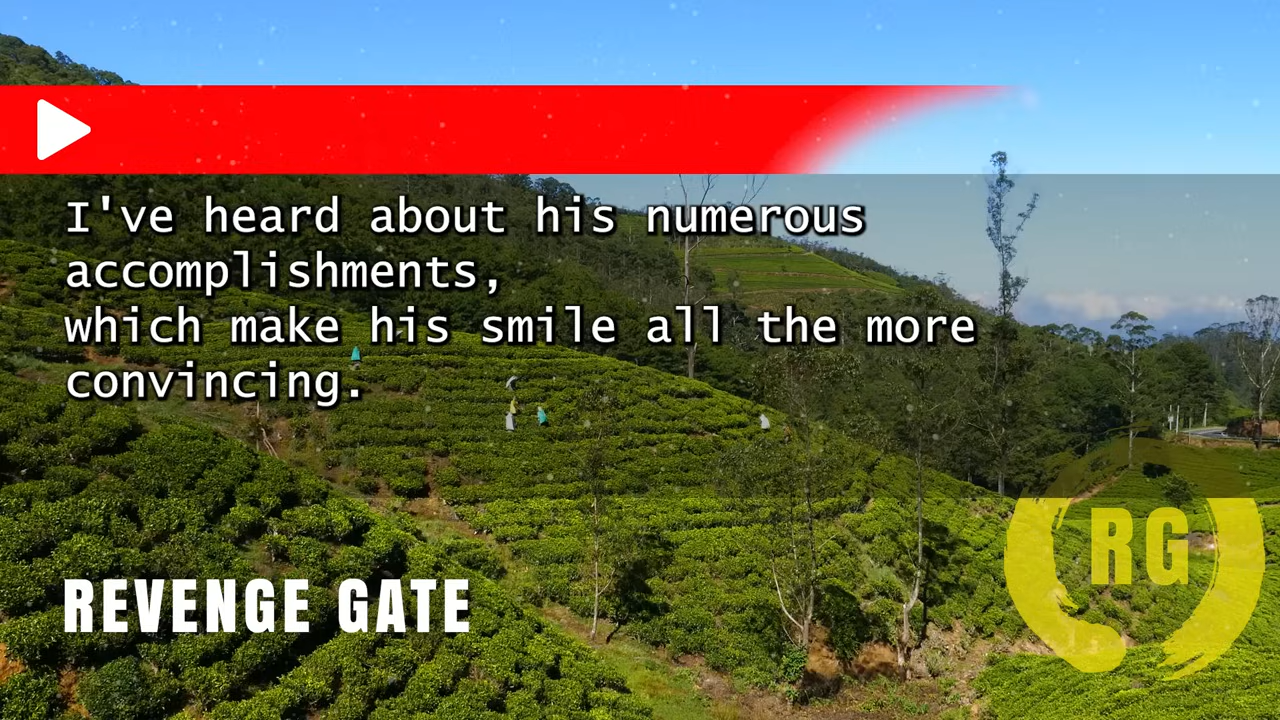 I've heard about his numerous
accomplishments,
which make his smile all the more
convincing.
RG
REVENGE GATE